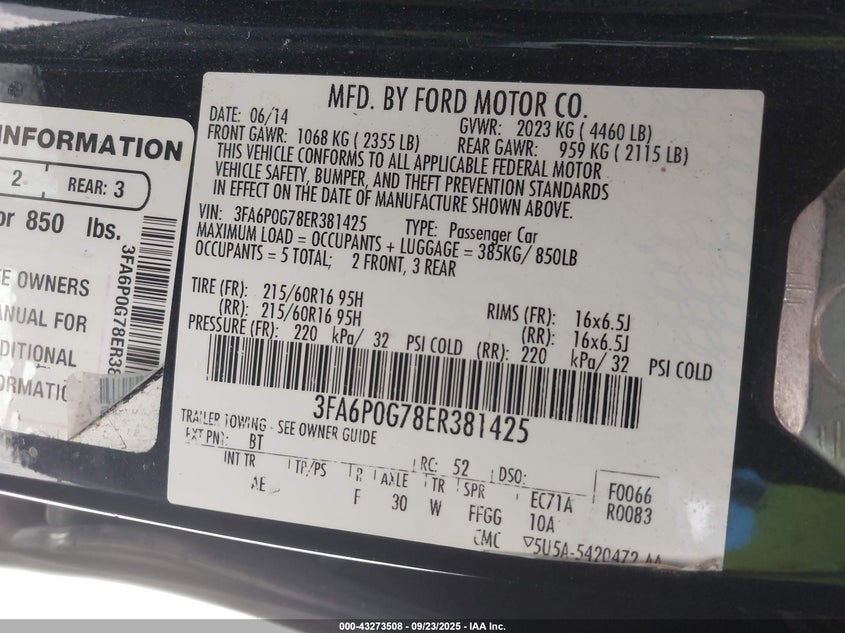 INFORMATION
2
REAR: 3
or 850 lbs.
3FA6P0G78ER38
E OWNERS
ANUAL FOR
DITIONAL
FORMATIO
MFD. BY FORD MOTOR CO.
DATE: 06/14
GVWR: 2023 KG ( 4460 LB)
FRONT GAWR: 1068 KG ( 2355 LB)
REAR GAWR: 959 KG ( 2115 LB)
THIS VEHICLE CONFORMS TO ALL APPLICABLE FEDERAL MOTOR
VEHICLE SAFETY, BUMPER, AND THEFT PREVENTION STANDARDS
IN EFFECT ON THE DATE OF MANUFACTURE SHOWN ABOVE.
VIN: 3FA6P0G78ER381425 TYPE: Passenger Car
MAXIMUM LOAD = OCCUPANTS + LUGGAGE = 385KG/ 850LB
OCCUPANTS = 5 TOTAL; 2 FRONT, 3 REAR
TIRE (FR): 215/60R16 95H RIMS (FR): 16x6.5J
(RR): 215/60R16 95H (RR): 16x6.5J
PRESSURE (FR): 220 kPa/ 32 PSI COLD (RR): 220 kPa/ 32 PSI COLD
3FA6P0G78ER381425
TRAILER TOWING - SEE OWNER GUIDE
EXT PNT: BT RC: 52 DSO:
INT TR TP/PS R AXLE TR SPR EC71A F0066
AE F 30 W FFGG 10A R0083
CMC ▽5U5A-5420472 AA
000-43273508 | 09/23/2025 - IAA Inc.